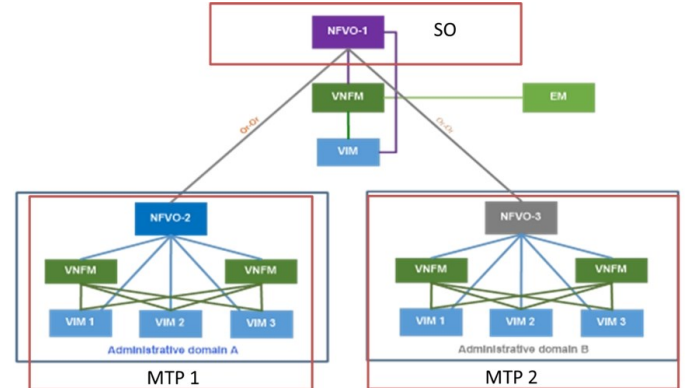 NFVO-1
SO
VNFM
EM
Or-Or
Or-Or
VIM
NFVO-2
NFVO-3
VNFM
VNFM
VNFM
VNFM
VIM 1
VIM 2
VIM 3
VIM 1
VIM 2
VIM 3
Administrative domain A
Administrative domain B
MTP 1
MTP 2